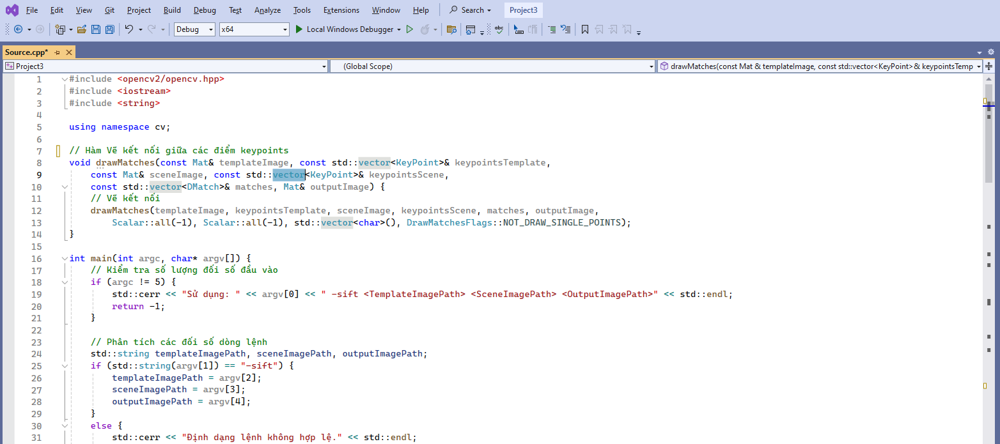 File Edit View Git Project Build Debug Test Analyze Tools Extensions Window Help Search Project3
Debug x64 Local Windows Debugger abc
Source.cpp*
Project3 (Global Scope) drawMatches(const Mat & templateImage, const std::vector<KeyPoint> & keypointsTemp
1 #include <opencv2/opencv.hpp>
2 #include <iostream>
3 #include <string>
4
5 using namespace cv;
6
7 // Hàm Vẽ kết nối giữa các điểm keypoints
8 void drawMatches(const Mat& templateImage, const std::vector<KeyPoint>& keypointsTemplate,
9 const Mat& sceneImage, const std::vector<KeyPoint>& keypointsScene,
10 const std::vector<DMatch>& matches, Mat& outputImage) {
11 // Vẽ kết nối
12 drawMatches(templateImage, keypointsTemplate, sceneImage, keypointsScene, matches, outputImage,
13 Scalar::all(-1), Scalar::all(-1), std::vector<char>(), DrawMatchesFlags::NOT_DRAW_SINGLE_POINTS);
14 }
15
16 int main(int argc, char* argv[]) {
17 // Kiểm tra số lượng đối số đầu vào
18 if (argc != 5) {
19 std::cerr << "Sử dụng: " << argv[0] << " -sift <TemplateImagePath> <SceneImagePath> <OutputImagePath>" << std::endl;
20 return -1;
21 }
22
23 // Phân tích các đối số dòng lệnh
24 std::string templateImagePath, sceneImagePath, outputImagePath;
25 if (std::string(argv[1]) == "-sift") {
26 templateImagePath = argv[2];
27 sceneImagePath = argv[3];
28 outputImagePath = argv[4];
29 }
30 else {
31 std::cerr << "Định dạng lệnh không hợp lệ." << std::endl;